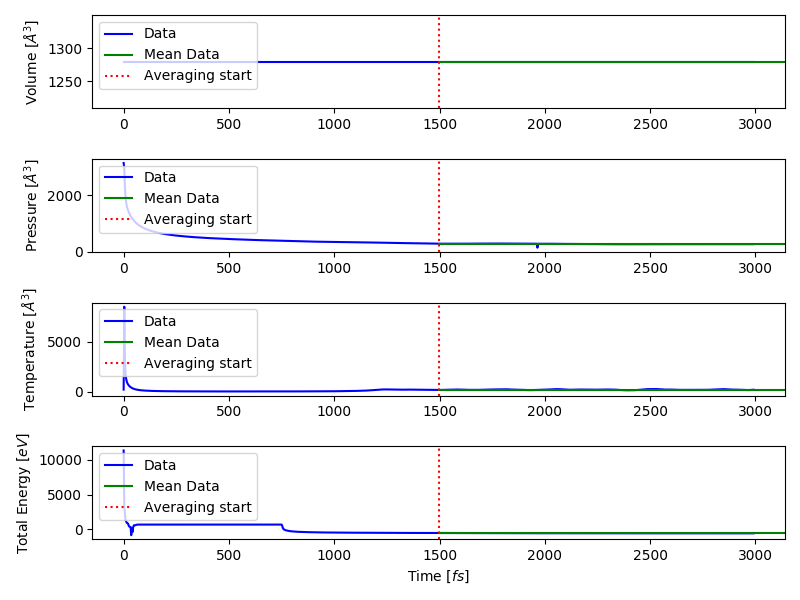 Volume [Å³]
1300
1250
Data
Mean Data
Averaging start
0 500 1000 1500 2000 2500 3000
Pressure [Å³]
2000
0
Data
Mean Data
Averaging start
0 500 1000 1500 2000 2500 3000
Temperature [Å³]
5000
0
Data
Mean Data
Averaging start
0 500 1000 1500 2000 2500 3000
Total Energy [eV]
10000
5000
0
Data
Mean Data
Averaging start
0 500 1000 1500 2000 2500 3000
Time [fs]